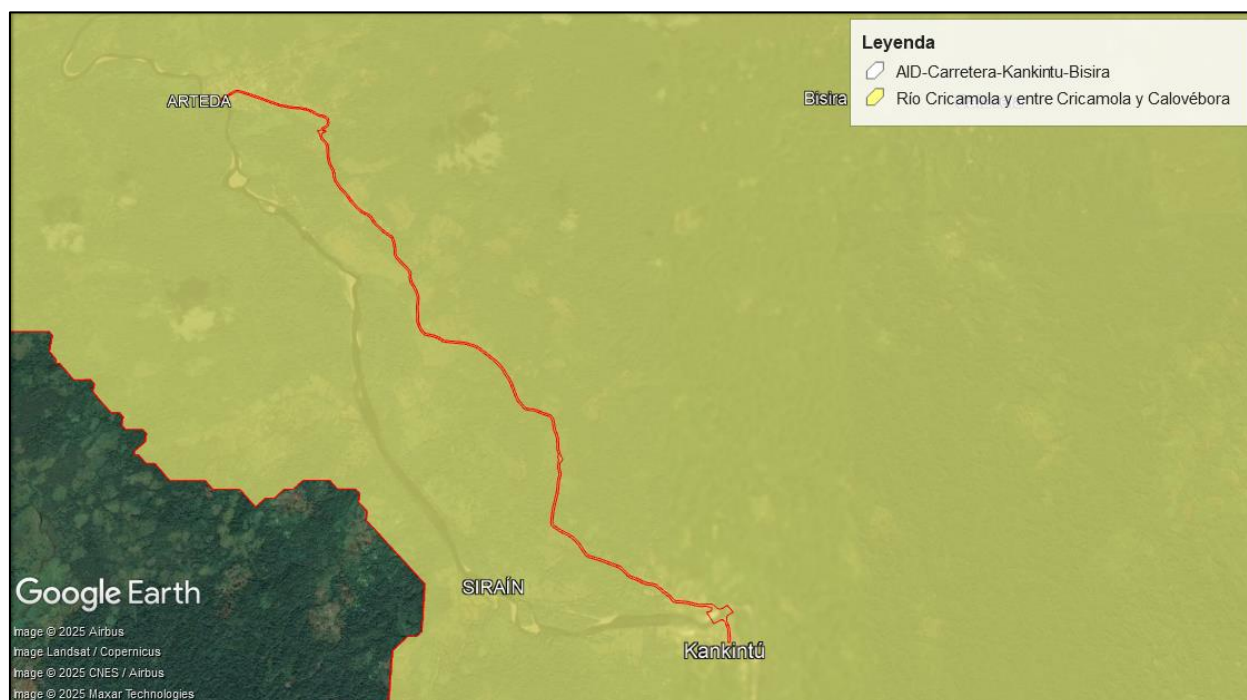 Leyenda
AID-Carretera-Kankintu-Bisira
Río Cricamola y entre Cricamola y Calovébora
ARTEDA
Bisira
SIRAÍN
Kankintú
Google Earth
Image © 2025 Airbus
Image Landsat / Copernicus
Image © 2025 CNES / Airbus
Image © 2025 Maxar Technologies